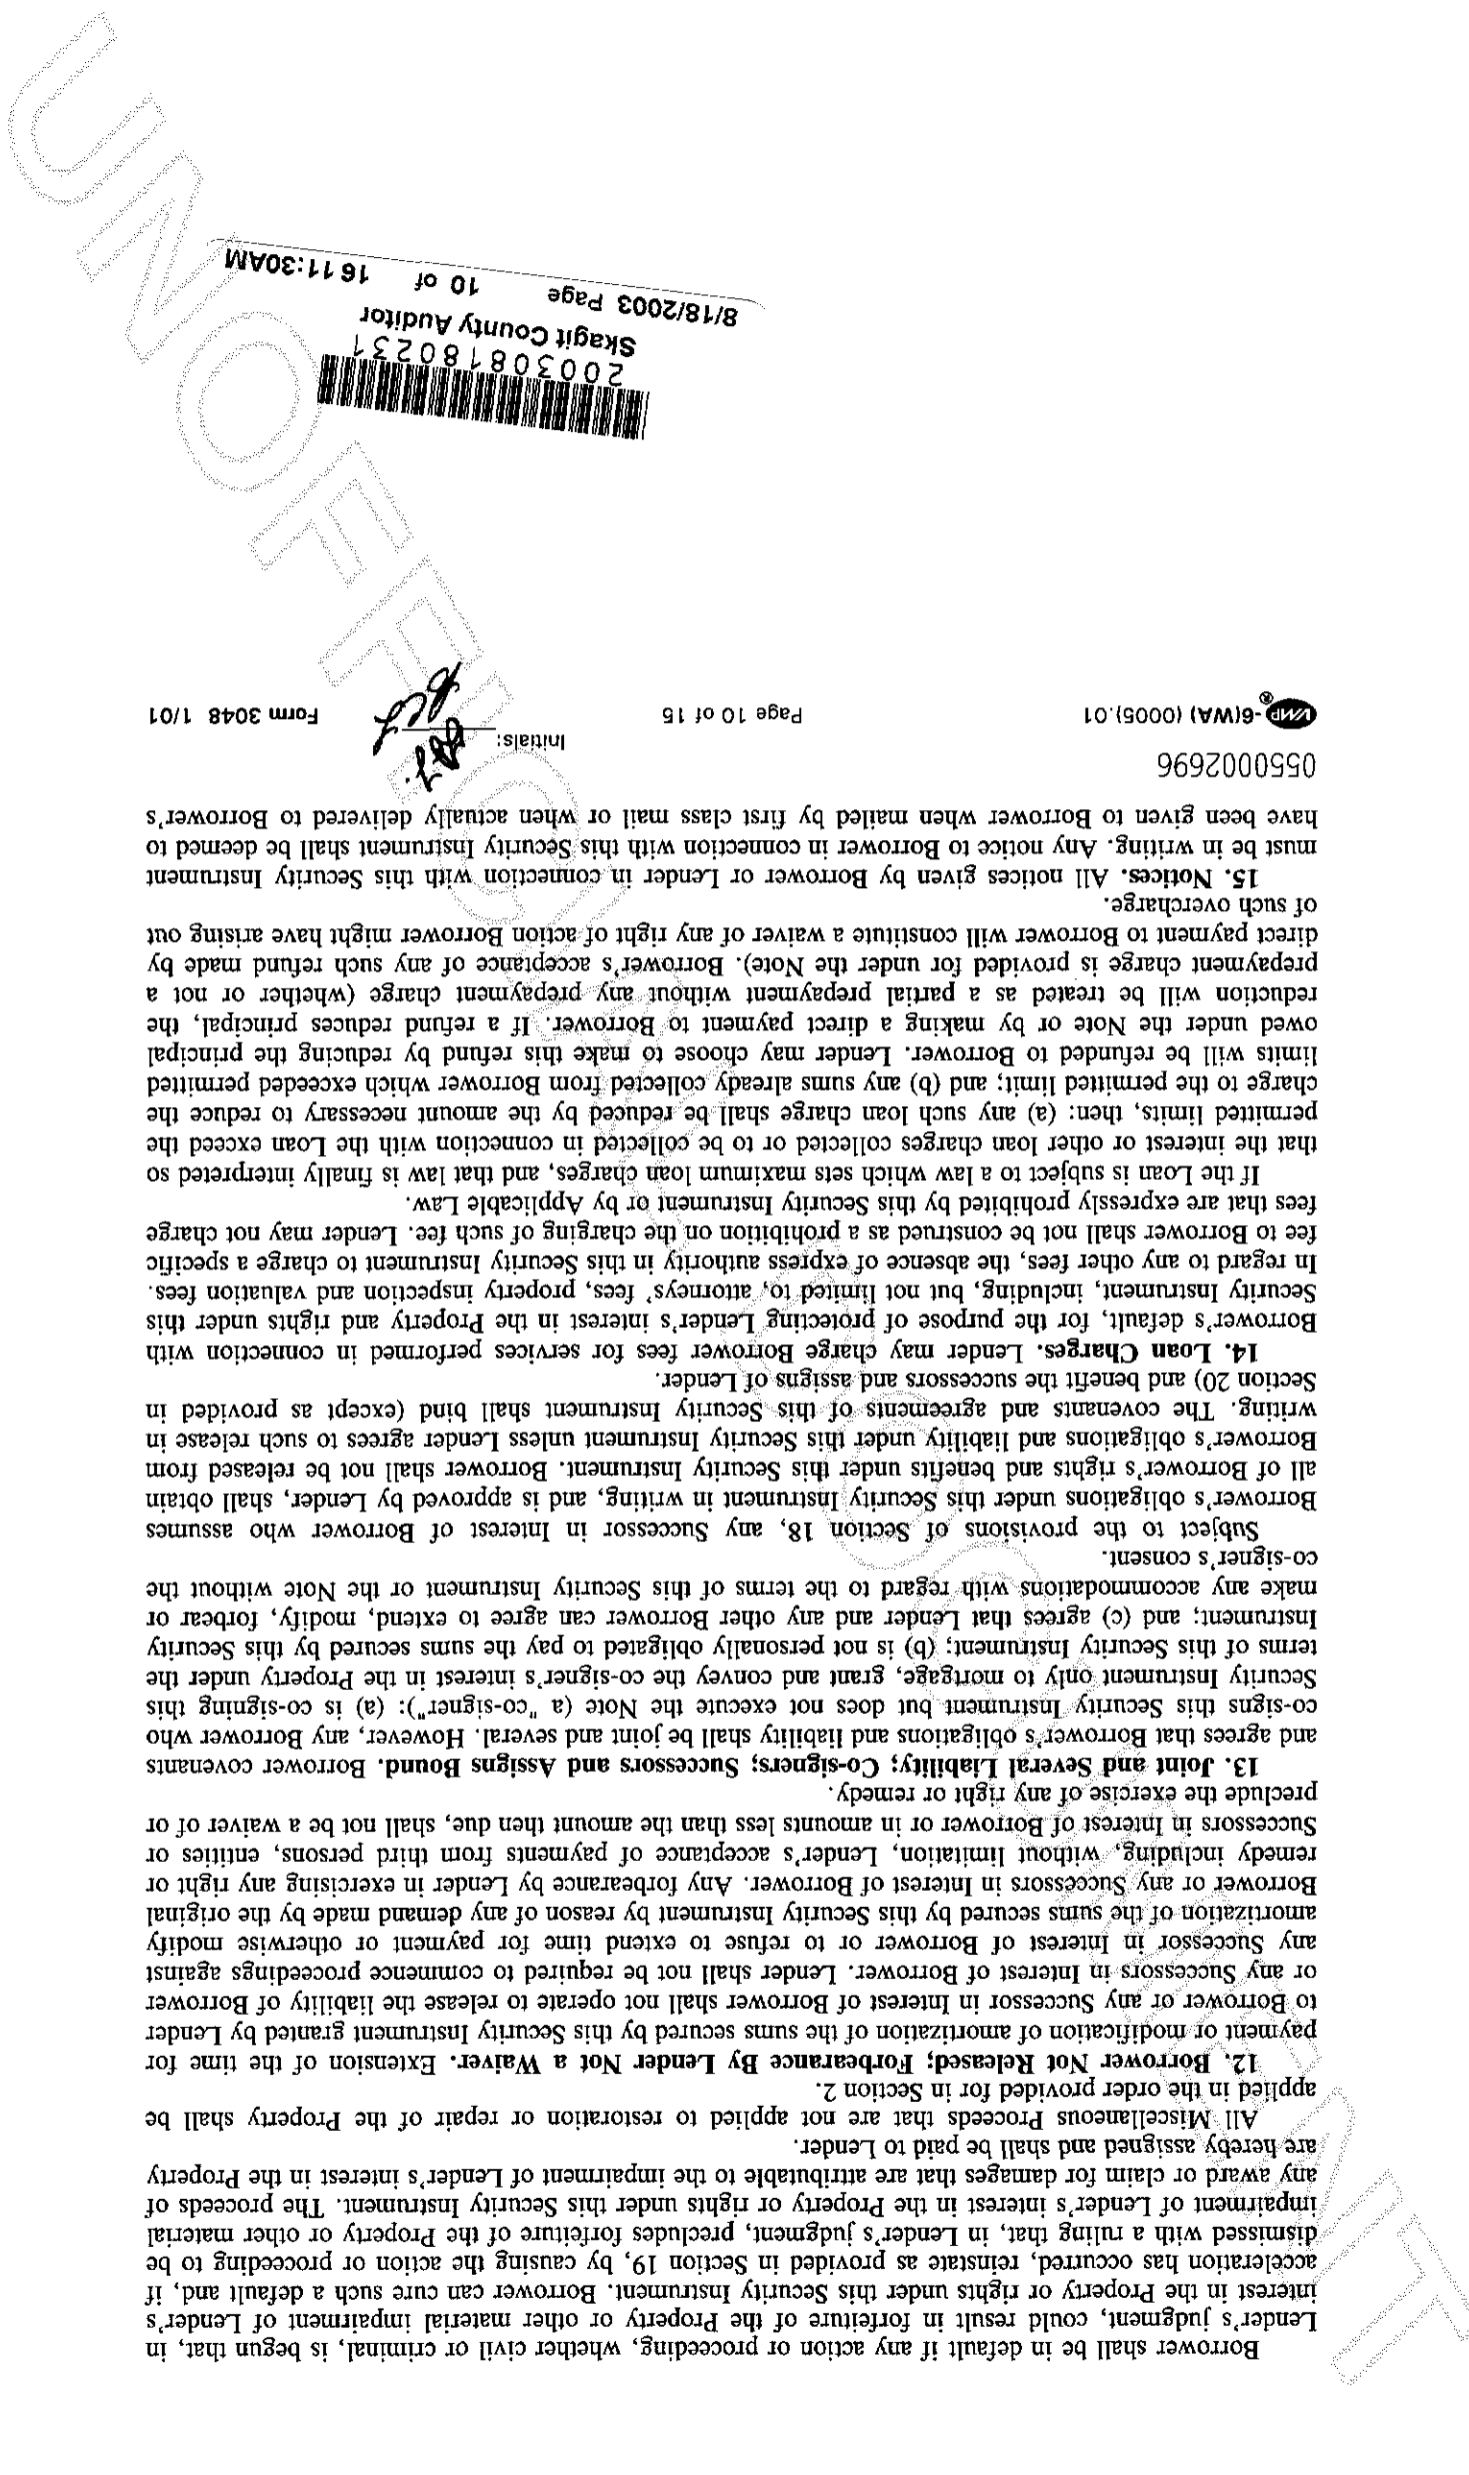 Borrower shall be in default if any action or proceeding, whether civil or criminal, is begun that, in
Lender's judgment, could result in forfeiture of the Property or other material impairment of Lender's
interest in the Property or rights under this Security Instrument. Borrower can cure such a default and, if
acceleration has occurred, reinstate as provided in Section 19, by causing the action or proceeding to be
dismissed with a ruling that, in Lender's judgment, precludes forfeiture of the Property or other material
impairment of Lender's interest in the Property or rights under this Security Instrument. The proceeds of
any award or claim for damages that are attributable to the impairment of Lender's interest in the Property
are hereby assigned and shall be paid to Lender.
All Miscellaneous Proceeds that are not applied to restoration or repair of the Property shall be
applied in the order provided for in Section 2.
12. Borrower Not Released; Forbearance By Lender Not a Waiver. Extension of the time for
payment or modification of amortization of the sums secured by this Security Instrument granted by Lender
to Borrower or any Successor in Interest of Borrower shall not operate to release the liability of Borrower
or any Successors in Interest of Borrower. Lender shall not be required to commence proceedings against
any Successor in Interest of Borrower or to refuse to extend time for payment or otherwise modify
amortization of the sums secured by this Security Instrument by reason of any demand made by the original
Borrower or any Successors in Interest of Borrower. Any forbearance by Lender in exercising any right or
remedy including, without limitation, Lender's acceptance of payments from third persons, entities or
Successors in Interest of Borrower or in amounts less than the amount then due, shall not be a waiver of or
preclude the exercise of any right or remedy.
13. Joint and Several Liability; Co-signers; Successors and Assigns Bound. Borrower covenants
and agrees that Borrower's obligations and liability shall be joint and several. However, any Borrower who
co-signs this Security Instrument but does not execute the Note (a "co-signer"): (a) is co-signing this
Security Instrument only to mortgage, grant and convey the co-signer's interest in the Property under the
terms of this Security Instrument; (b) is not personally obligated to pay the sums secured by this Security
Instrument; and (c) agrees that Lender and any other Borrower can agree to extend, modify, forbear or
make any accommodations with regard to the terms of this Security Instrument or the Note without the
co-signer's consent.
Subject to the provisions of Section 18, any Successor in Interest of Borrower who assumes
Borrower's obligations under this Security Instrument in writing, and is approved by Lender, shall obtain
all of Borrower's rights and benefits under this Security Instrument. Borrower shall not be released from
Borrower's obligations and liability under this Security Instrument unless Lender agrees to such release in
writing. The covenants and agreements of this Security Instrument shall bind (except as provided in
Section 20) and benefit the successors and assigns of Lender.
14. Loan Charges. Lender may charge Borrower fees for services performed in connection with
Borrower's default, for the purpose of protecting Lender's interest in the Property and rights under this
Security Instrument, including, but not limited to, attorneys' fees, property inspection and valuation fees.
In regard to any other fees, the absence of express authority in this Security Instrument to charge a specific
fee to Borrower shall not be construed as a prohibition on the charging of such fee. Lender may not charge
fees that are expressly prohibited by this Security Instrument or by Applicable Law.
If the Loan is subject to a law which sets maximum loan charges, and that law is finally interpreted so
that the interest or other loan charges collected or to be collected in connection with the Loan exceed the
permitted limits, then: (a) any such loan charge shall be reduced by the amount necessary to reduce the
charge to the permitted limit; and (b) any sums already collected from Borrower which exceeded permitted
limits will be refunded to Borrower. Lender may choose to make this refund by reducing the principal
owed under the Note or by making a direct payment to Borrower. If a refund reduces principal, the
reduction will be treated as a partial prepayment without any prepayment charge (whether or not a
prepayment charge is provided for under the Note). Borrower's acceptance of any such refund made by
direct payment to Borrower will constitute a waiver of any right of action Borrower might have arising out
of such overcharge.
15. Notices. All notices given by Borrower or Lender in connection with this Security Instrument
must be in writing. Any notice to Borrower in connection with this Security Instrument shall be deemed to
have been given to Borrower when mailed by first class mail or when actually delivered to Borrower's
0550002696
Initials:
VMP®-6(WA) (0005).01 Page 10 of 15 Form 3048 1/01
200308180231
Skagit County Auditor
8/18/2003 Page 10 of 16 11:30AM
UNOFFICIAL DOCUMENT